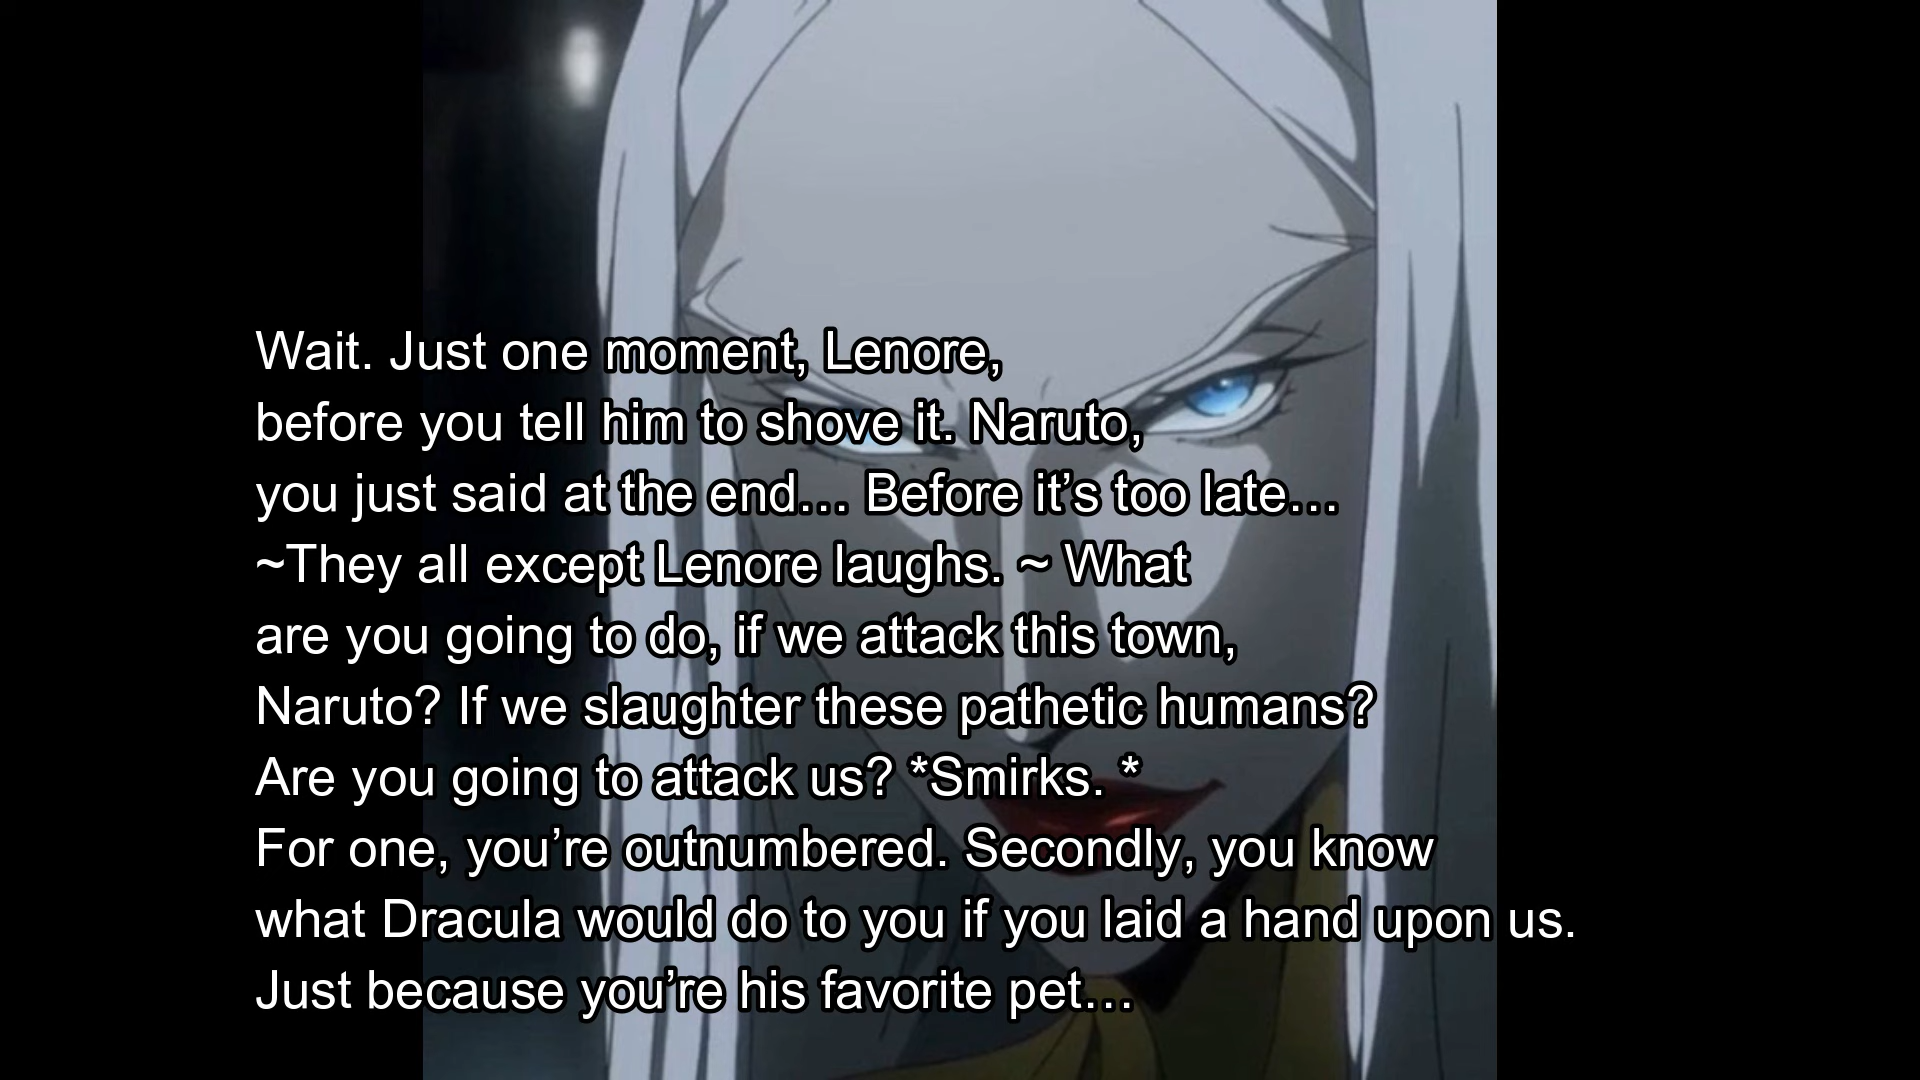 Wait. Just one moment, Lenore,
before you tell him to shove it. Naruto,
you just said at the end… Before it’s too late…
~They all except Lenore laughs. ~ What
are you going to do, if we attack this town,
Naruto? If we slaughter these pathetic humans?
Are you going to attack us? *Smirks. *
For one, you’re outnumbered. Secondly, you know
what Dracula would do to you if you laid a hand upon us.
Just because you’re his favorite pet…